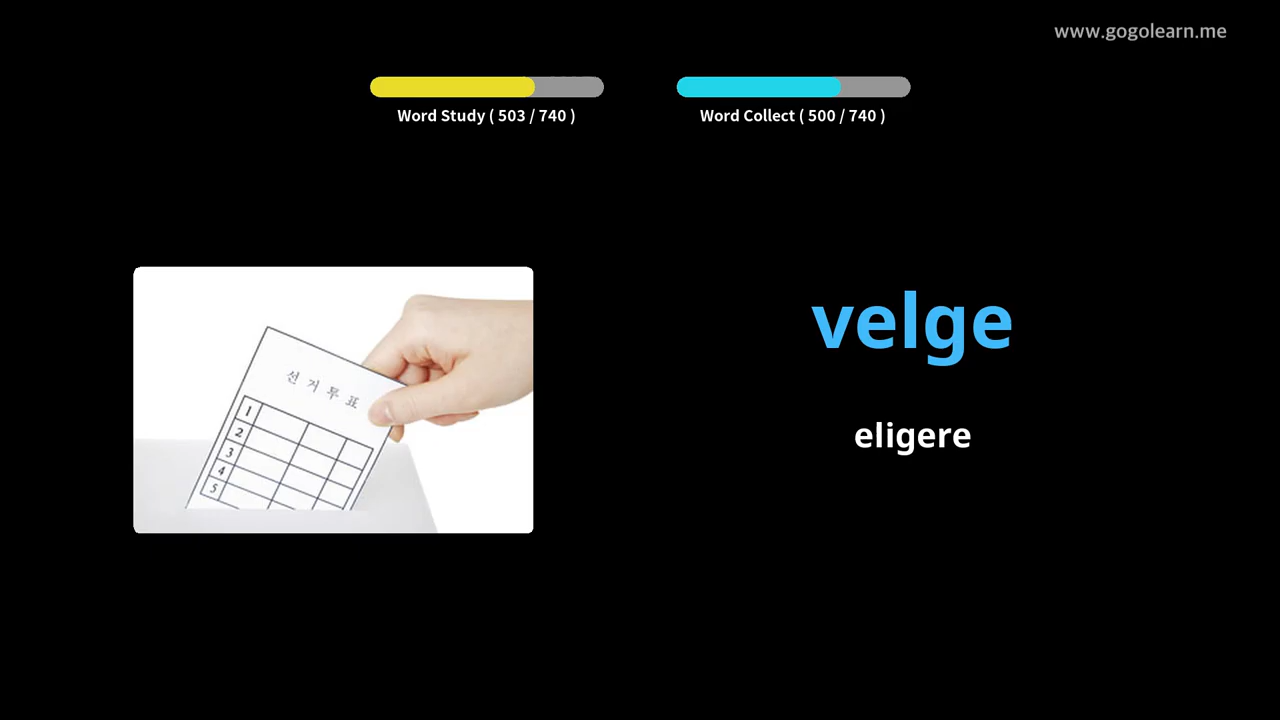 www.gogolearn.me
Word Study ( 503 / 740 )
Word Collect ( 500 / 740 )
선거투표
1
2
3
4
5
velge
eligere